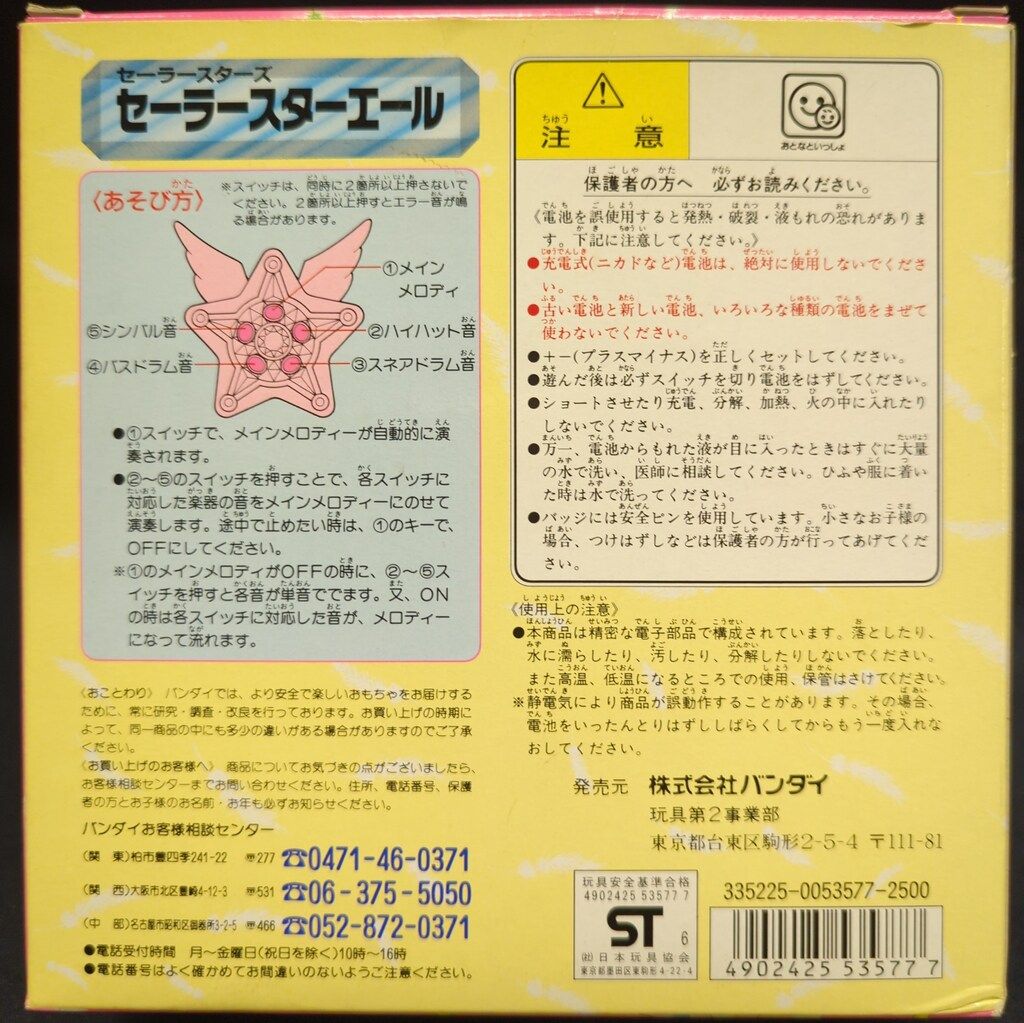 セーラースターズ
セーラースターエール
〈あそび方〉
※スイッチは、同時に2箇所以上押さないで
ください。2箇所以上押すとエラー音が鳴
る場合があります。
①メイン
メロディ
⑤シンバル音
②ハイハット音
④バスドラム音
③スネアドラム音
●①スイッチで、メインメロディーが自動的に演
奏されます。
●②〜⑤のスイッチを押すことで、各スイッチに
対応した楽器の音をメインメロディーにのせて
演奏します。途中で止めたい時は、①のキーで、
OFFにしてください。
※①のメインメロディがOFFの時に、②〜⑤ス
イッチを押すと各音が単音ででます。又、ON
の時は各スイッチに対応した音が、メロディー
になって流れます。
《おことわり》 バンダイでは、より安全で楽しいおもちゃをお届けする
ために、常に研究・調査・改良を行っております。お買い上げの時期に
よって、同一商品の中にも多少の違いがある場合がありますのでご了承
ください。
《お買い上げのお客様へ》 商品についてお気づきの点がございましたら、
お客様相談センターまでお問い合わせください。住所、電話番号、保護
者の方とお子様のお名前・お年も必ずお知らせください。
バンダイお客様相談センター
(関 東)柏市豊四季241-22 〒277 ☎0471-46-0371
(関 西)大阪市北区豊崎4-12-3 〒531 ☎06-375-5050
(中 部)名古屋市昭和区御器所3-2-5 〒466 ☎052-872-0371
●電話受付時間 月〜金曜日(祝日を除く)10時〜16時
●電話番号はよく確かめてお間違いのないようご注意ください。
注意
おとなといっしょ
保護者の方へ 必ずお読みください。
《電池を誤使用すると発熱・破裂・液もれの恐れがありま
す。下記に注意してください。》
●充電式(ニカドなど)電池は、絶対に使用しないでくださ
い。
●古い電池と新しい電池、いろいろな種類の電池をまぜて
使わないでください。
●+−(プラスマイナス)を正しくセットしてください。
●遊んだ後は必ずスイッチを切り電池をはずしてください。
●ショートさせたり充電、分解、加熱、火の中に入れたり
しないでください。
●万一、電池からもれた液が目に入ったときはすぐに大量
の水で洗い、医師に相談してください。ひふや服に着い
た時は水で洗ってください。
●バッジには安全ピンを使用しています。小さなお子様の
場合、つけはずしなどは保護者の方が行ってあげてくだ
さい。
《使用上の注意》
●本商品は精密な電子部品で構成されています。落としたり、
水に濡らしたり、汚したり、分解したりしないでください。
また高温、低温になるところでの使用、保管はさけてください。
※静電気により商品が誤動作することがあります。その場合、
電池をいったんとりはずししばらくしてからもう一度入れな
おしてください。
発売元 株式会社バンダイ
玩具第2事業部
東京都台東区駒形2-5-4 〒111-81
玩具安全基準合格
4902425 53577 7
ST 6
(社)日本玩具協会
東京都墨田区東駒形4-22-4
335225-0053577-2500
4 902425 535777